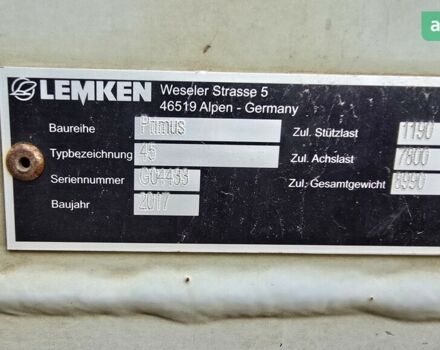 LEMKEN
Weseler Strasse 5
46519 Alpen - Germany
Baureihe Primus
Typbezeichnung 45
Seriennummer G04433
Baujahr 2017
Zul. Stützlast 1190
Zul. Achslast 7800
Zul. Gesamtgewicht 8990
a